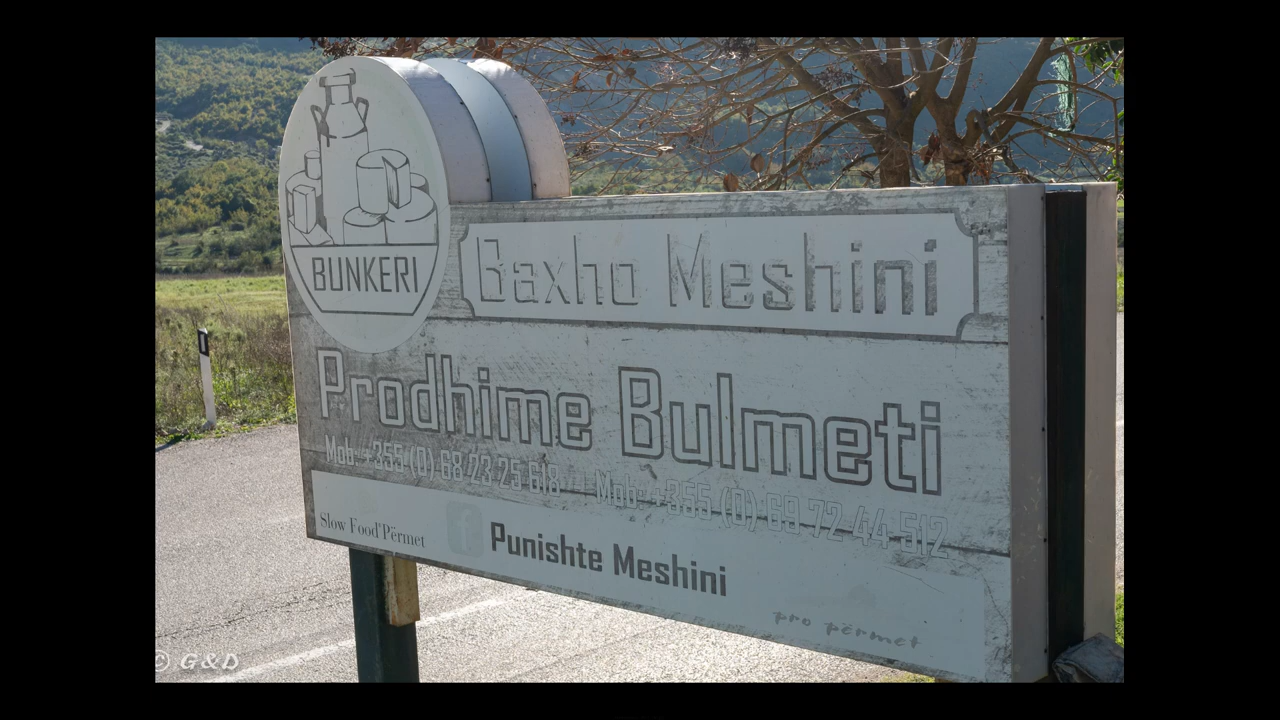 BUNKERI
Baxho Meshini
Prodhime Bulmeti
Mob: +355 (0) 68 23 25 618 Mob: +355 (0) 69 72 44 512
Slow Food Përmet
Punishte Meshini
pro përmet
© G&D